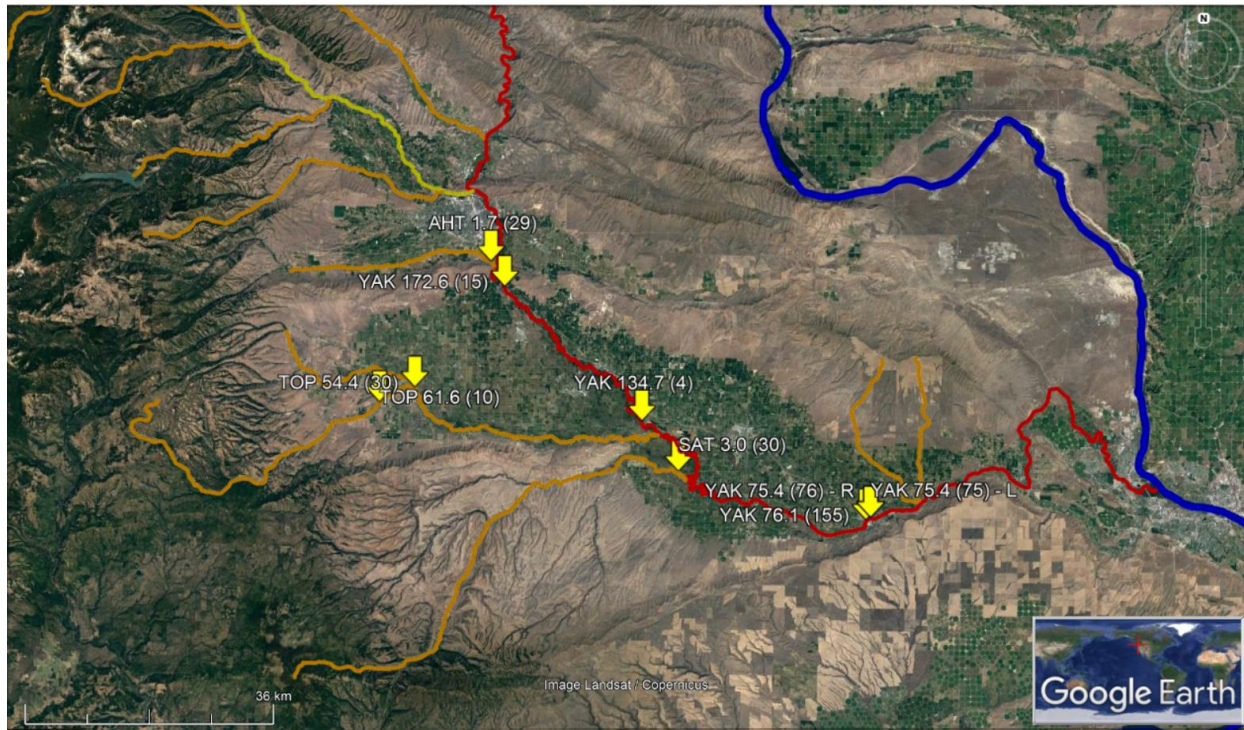 N
AHT 1.7 (29)
YAK 172.6 (15)
TOP 54.4 (30)
TOP 61.6 (10)
YAK 134.7 (4)
SAT 3.0 (30)
YAK 75.4 (76) - R
YAK 75.4 (75) - L
YAK 76.1 (155)
Image Landsat / Copernicus
36 km
Google Earth